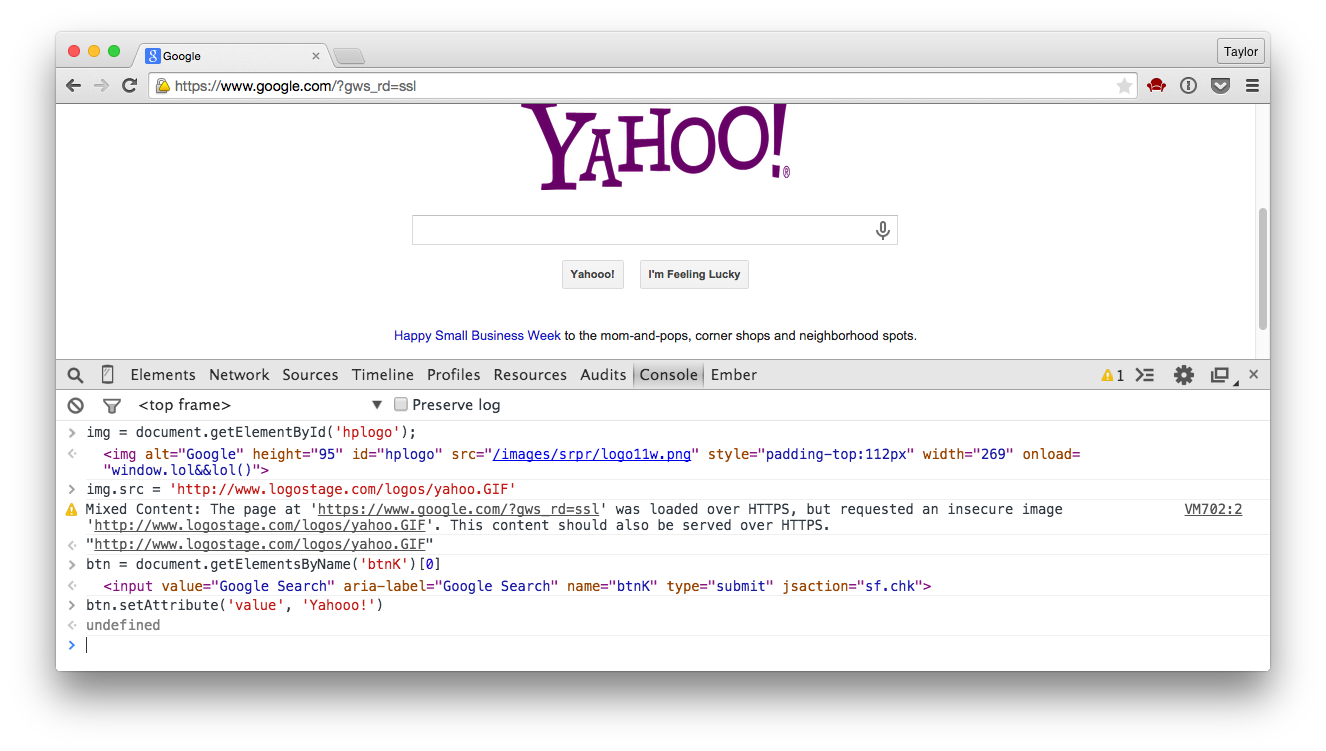 Google
Taylor
https://www.google.com/?gws_rd=ssl
YAHOO!®
Yahooo! I'm Feeling Lucky
Happy Small Business Week to the mom-and-pops, corner shops and neighborhood spots.
Elements Network Sources Timeline Profiles Resources Audits Console Ember 1
<top frame> Preserve log
img = document.getElementById('hplogo');
<img alt="Google" height="95" id="hplogo" src="/images/srpr/logo11w.png" style="padding-top:112px" width="269" onload=
"window.lol&&lol()">
img.src = 'http://www.logostage.com/logos/yahoo.GIF'
Mixed Content: The page at 'https://www.google.com/?gws_rd=ssl' was loaded over HTTPS, but requested an insecure image VM702:2
'http://www.logostage.com/logos/yahoo.GIF'. This content should also be served over HTTPS.
"http://www.logostage.com/logos/yahoo.GIF"
btn = document.getElementsByName('btnK')[0]
<input value="Google Search" aria-label="Google Search" name="btnK" type="submit" jsaction="sf.chk">
btn.setAttribute('value', 'Yahooo!')
undefined